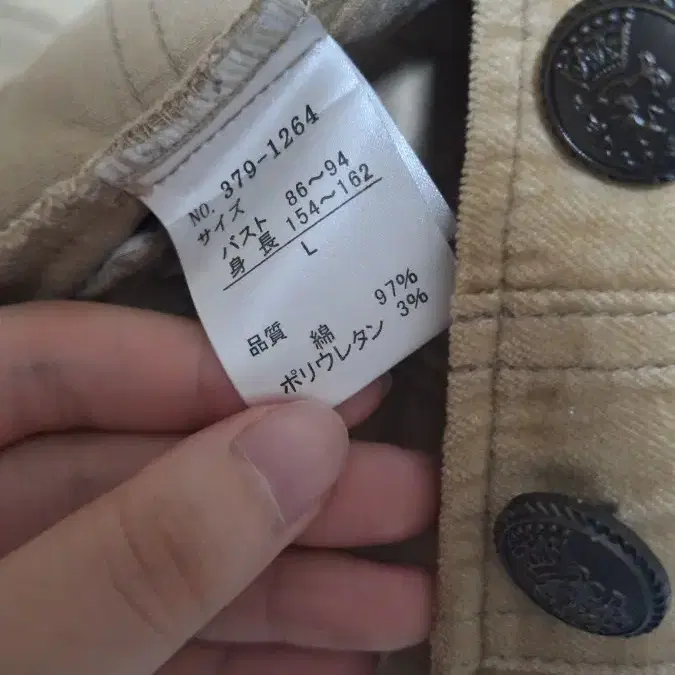 NO. 379-1264
サイズ
バスト 86～94
身長 154～162
L
品質 綿 97%
ポリウレタン 3%